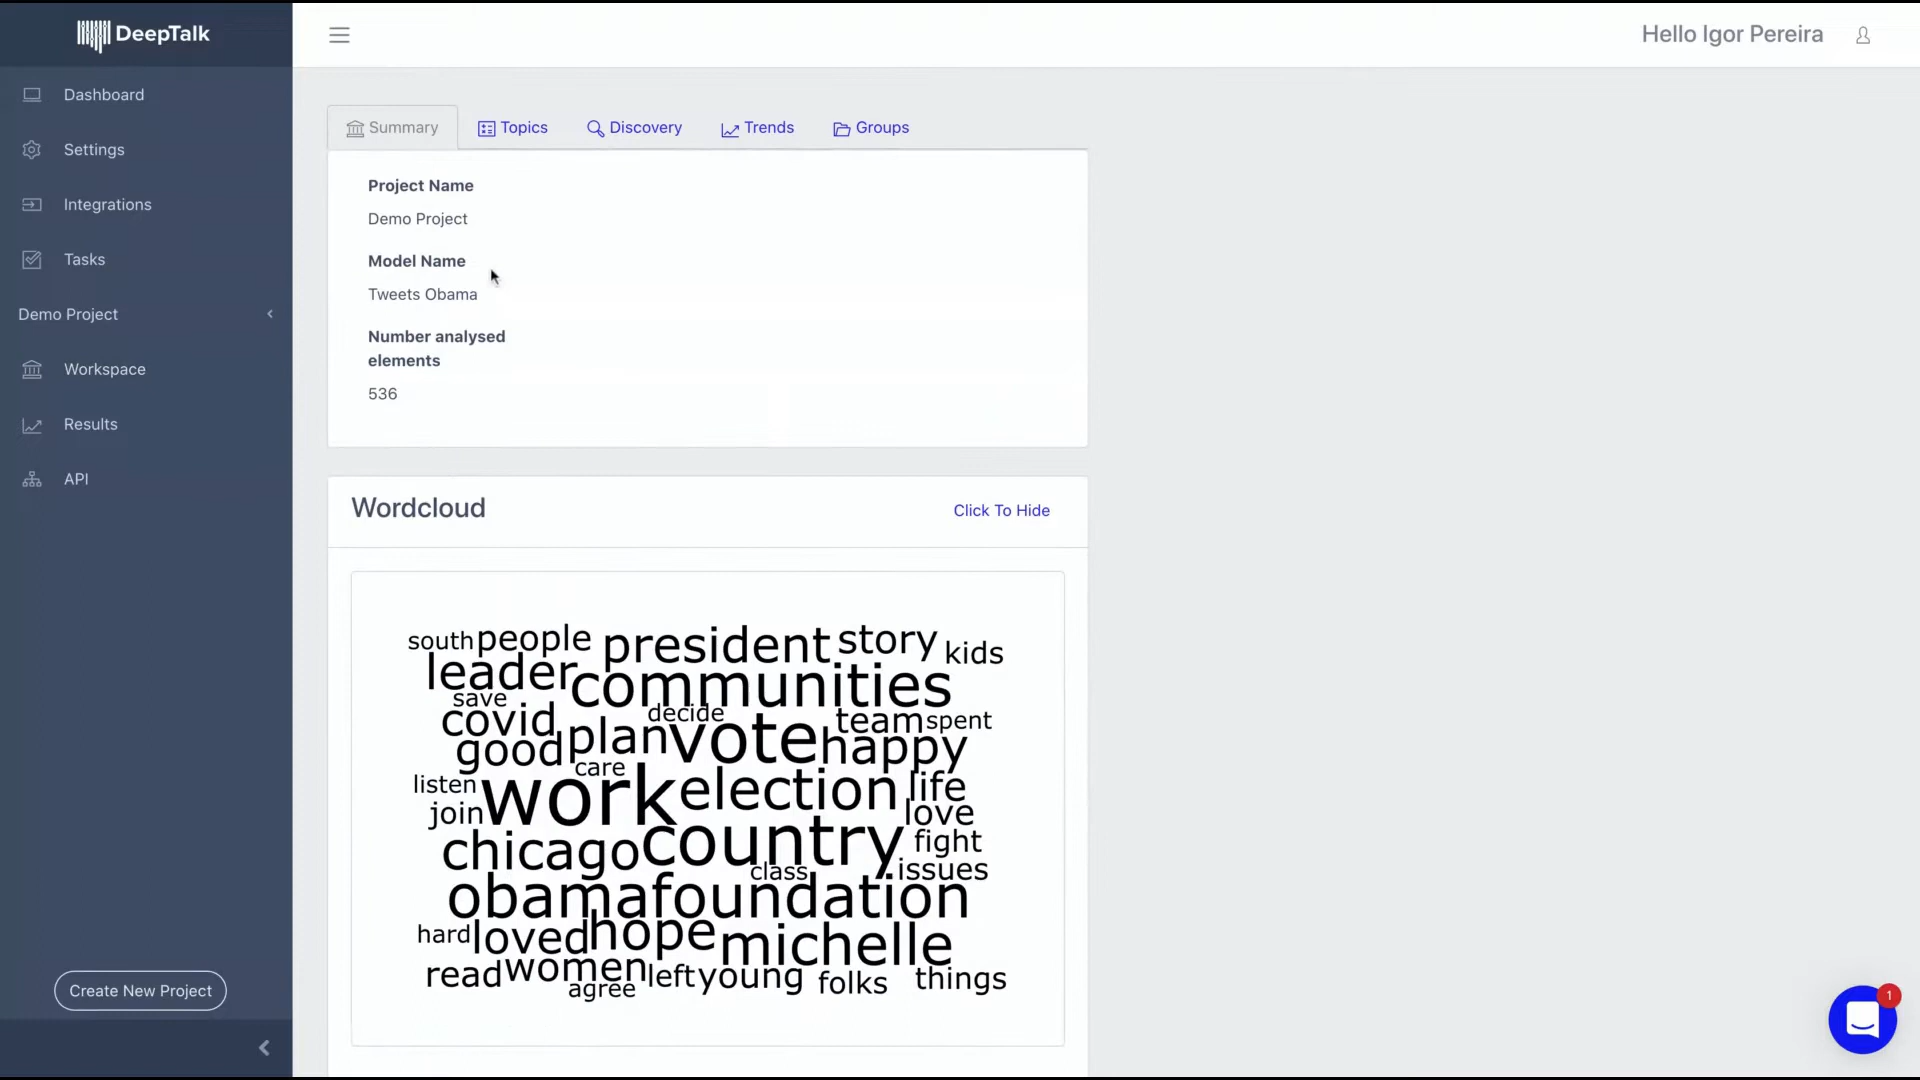 DeepTalk
Hello Igor Pereira
Dashboard
Settings
Integrations
Tasks
Demo Project
Workspace
Results
API
Create New Project
Summary
Topics
Discovery
Trends
Groups
Project Name
Demo Project
Model Name
Tweets Obama
Number analysed
elements
536
Wordcloud
Click To Hide
south people president story kids
leader communities
save
covid decide team spent
good plan vote happy
care
listen work election life
join love
chicago country fight
class issues
obamafoundation
hard loved hope michelle
read women left young folks things
agree
1